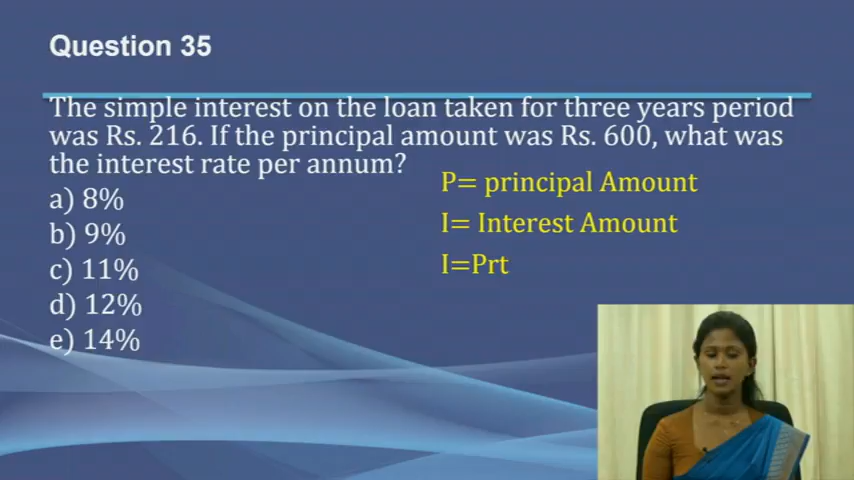 Question 35
The simple interest on the loan taken for three years period
was Rs. 216. If the principal amount was Rs. 600, what was
the interest rate per annum?
a) 8%
b) 9%
c) 11%
d) 12%
e) 14%
P= principal Amount
I= Interest Amount
I=Prt